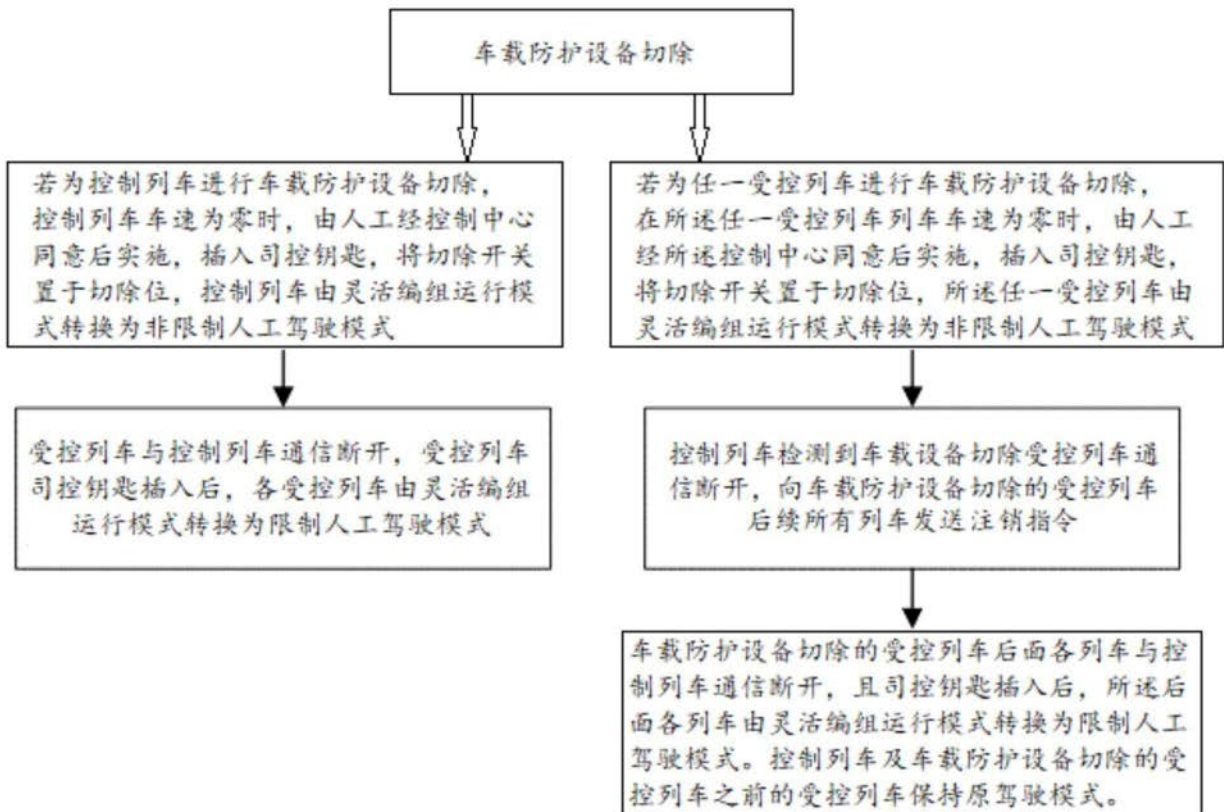 车载防护设备切除
若为控制列车进行车载防护设备切除，
控制列车车速为零时，由人工经控制中心
同意后实施，插入司控钥匙，将切除开关
置于切除位，控制列车由灵活编组运行模
式转换为非限制人工驾驶模式
受控列车与控制列车通信断开，受控列车
司控钥匙插入后，各受控列车由灵活编组
运行模式转换为限制人工驾驶模式
若为任一受控列车进行车载防护设备切除，
在所述任一受控列车列车车速为零时，由人工
经所述控制中心同意后实施，插入司控钥匙，
将切除开关置于切除位，所述任一受控列车由
灵活编组运行模式转换为非限制人工驾驶模式
控制列车检测到车载设备切除受控列车通
信断开，向车载防护设备切除的受控列车
后续所有列车发送注销指令
车载防护设备切除的受控列车后面各列车与控
制列车通信断开，且司控钥匙插入后，所述后
面各列车由灵活编组运行模式转换为限制人工
驾驶模式。控制列车及车载防护设备切除的受
控列车之前的受控列车保持原驾驶模式。